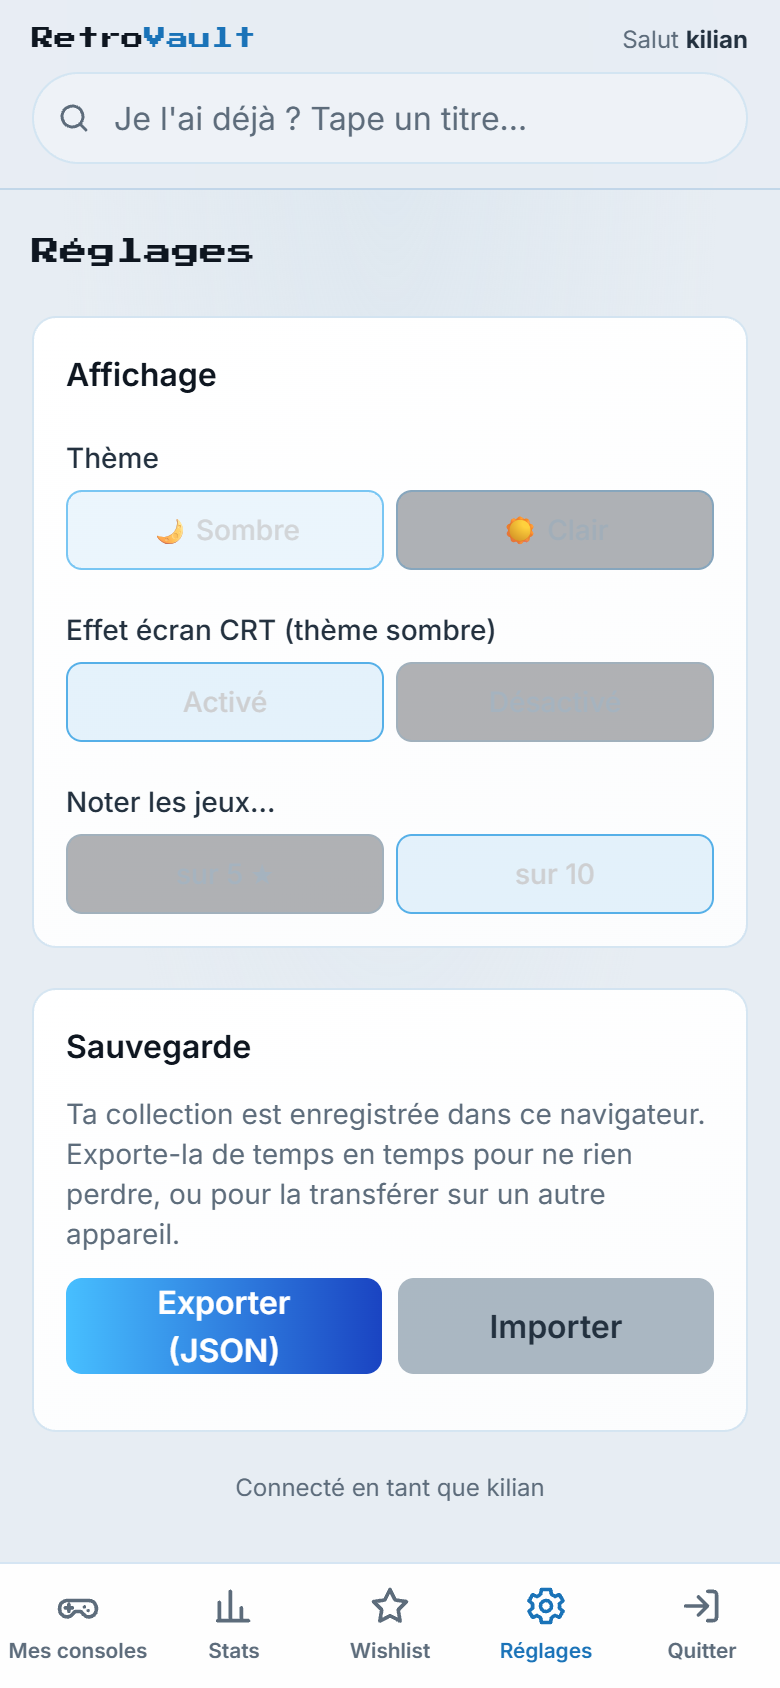 RetroVault
Salut kilian
Je l'ai déjà ? Tape un titre...
Réglages
Affichage
Thème
🌙 Sombre
☀️ Clair
Effet écran CRT (thème sombre)
Activé
Désactivé
Noter les jeux...
sur 10
Sauvegarde
Ta collection est enregistrée dans ce navigateur.
Exporte-la de temps en temps pour ne rien
perdre, ou pour la transférer sur un autre
appareil.
Exporter
(JSON)
Importer
Connecté en tant que kilian
Mes consoles
Stats
Wishlist
Réglages
Quitter